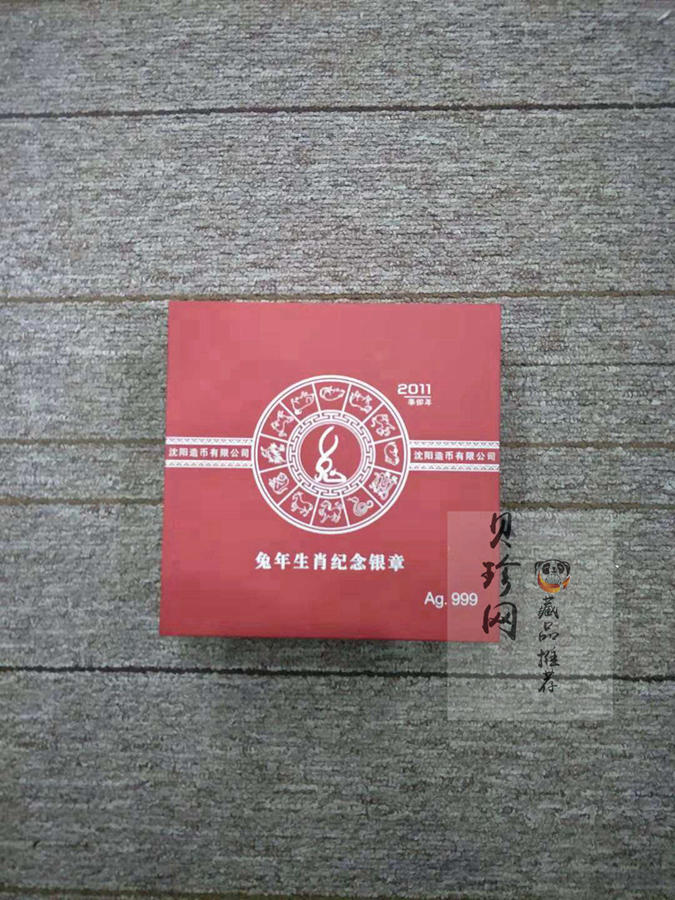 2011
辛卯年
沈阳造币有限公司
兔
沈阳造币有限公司
兔年生肖纪念银章
Ag. 999
贝珍网
藏品推荐